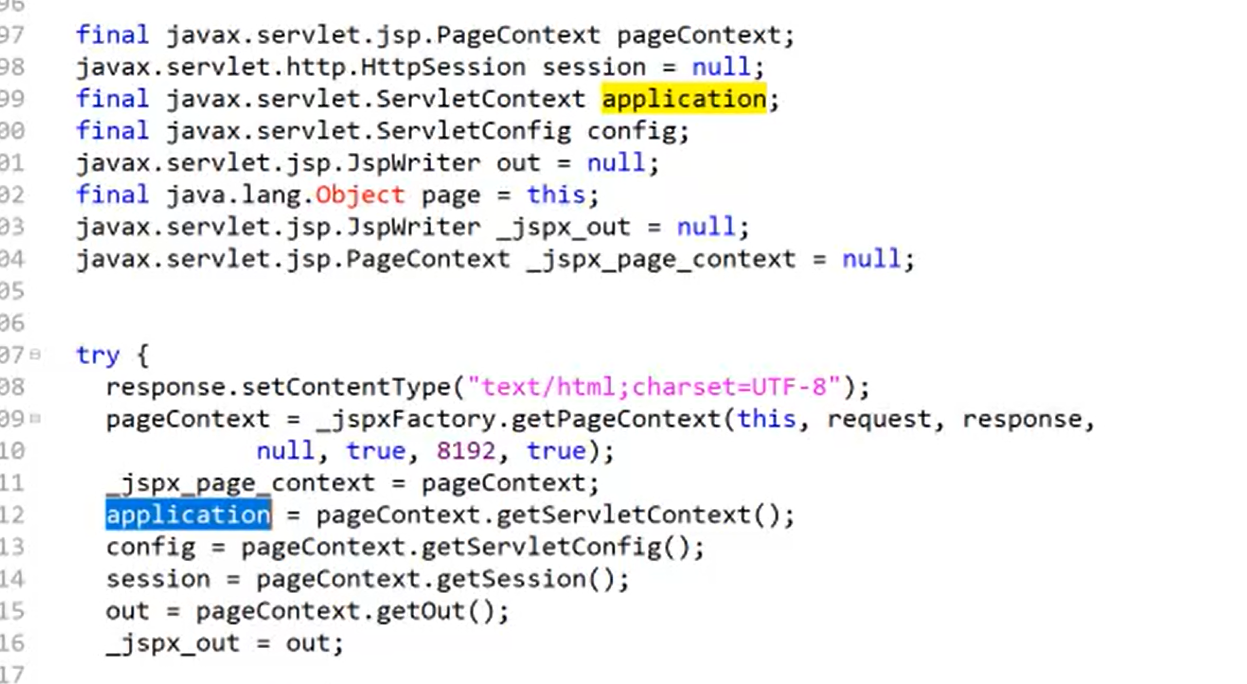 96
97 final javax.servlet.jsp.PageContext pageContext;
98 javax.servlet.http.HttpSession session = null;
99 final javax.servlet.ServletContext application;
00 final javax.servlet.ServletConfig config;
01 javax.servlet.jsp.JspWriter out = null;
02 final java.lang.Object page = this;
03 javax.servlet.jsp.JspWriter _jspx_out = null;
04 javax.servlet.jsp.PageContext _jspx_page_context = null;
05
06
07 try {
08 response.setContentType("text/html;charset=UTF-8");
09 pageContext = _jspxFactory.getPageContext(this, request, response,
10 null, true, 8192, true);
11 _jspx_page_context = pageContext;
12 application = pageContext.getServletContext();
13 config = pageContext.getServletConfig();
14 session = pageContext.getSession();
15 out = pageContext.getOut();
16 _jspx_out = out;
17